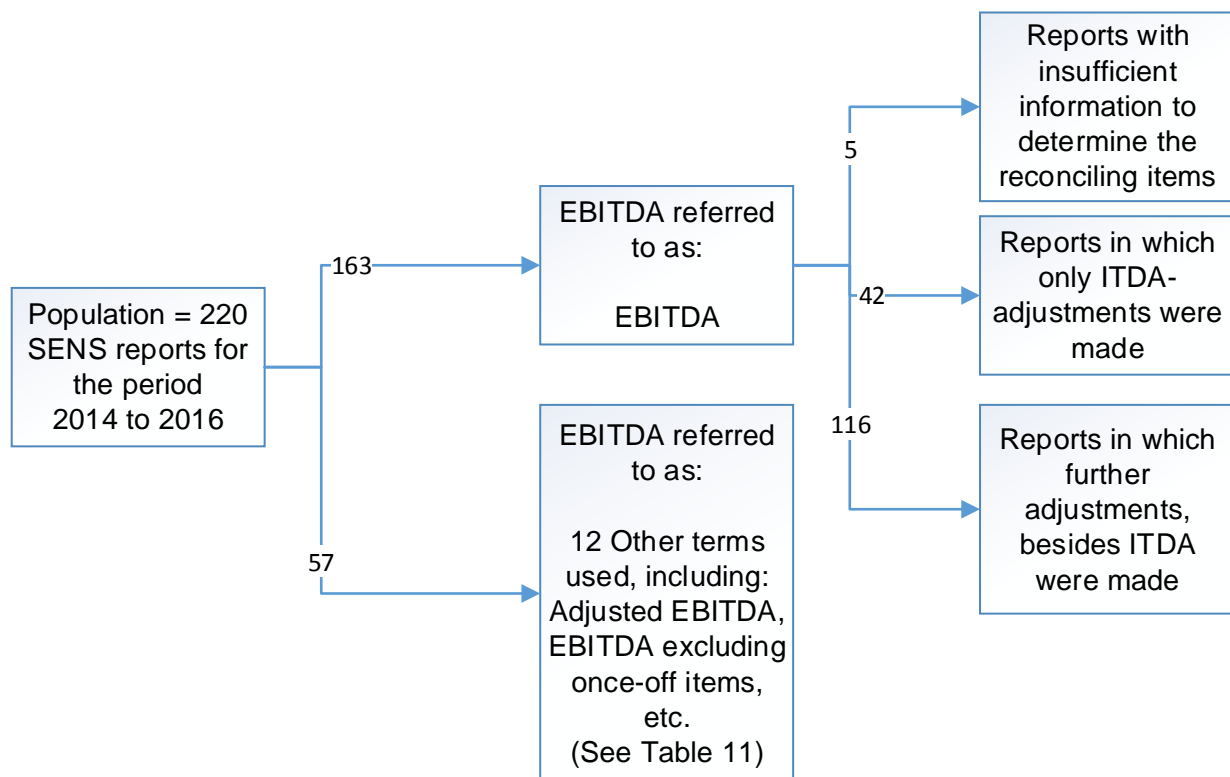 Population = 220
SENS reports for
the period
2014 to 2016
163
57
EBITDA referred
to as:
EBITDA
EBITDA referred
to as:
12 Other terms
used, including:
Adjusted EBITDA,
EBITDA excluding
once-off items,
etc.
(See Table 11)
5
42
116
Reports with
insufficient
information to
determine the
reconciling items
Reports in which
only ITDA-
adjustments were
made
Reports in which
further
adjustments,
besides ITDA
were made